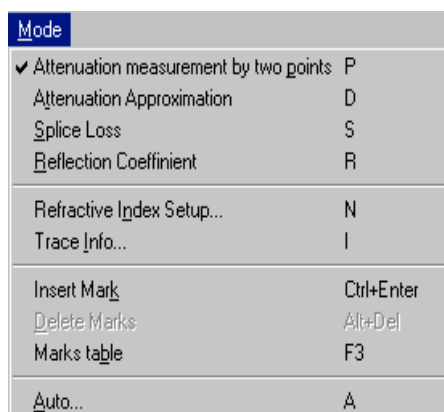 Mode
✔ Attenuation measurement by two points P
Attenuation Approximation D
Splice Loss S
Reflection Coeffinient R
Refractive Index Setup... N
Trace Info... I
Insert Mark Ctrl+Enter
Delete Marks Alt+Del
Marks table F3
Auto... A